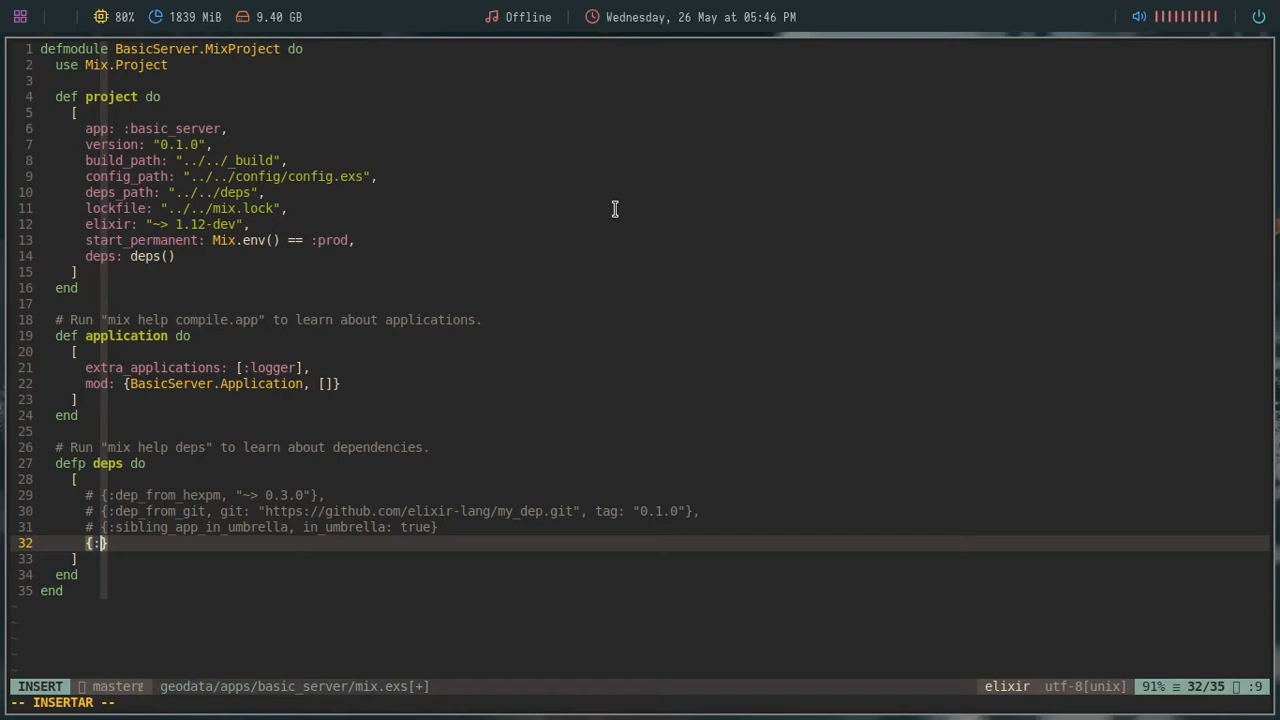 80% 1839 MiB 9.40 GB Offline Wednesday, 26 May at 05:46 PM
1 defmodule BasicServer.MixProject do
2   use Mix.Project
3
4   def project do
5     [
6       app: :basic_server,
7       version: "0.1.0",
8       build_path: "../../_build",
9       config_path: "../../config/config.exs",
10       deps_path: "../../deps",
11       lockfile: "../../mix.lock",
12       elixir: "~> 1.12-dev",
13       start_permanent: Mix.env() == :prod,
14       deps: deps()
15     ]
16   end
17
18   # Run "mix help compile.app" to learn about applications.
19   def application do
20     [
21       extra_applications: [:logger],
22       mod: {BasicServer.Application, []}
23     ]
24   end
25
26   # Run "mix help deps" to learn about dependencies.
27   defp deps do
28     [
29       # {:dep_from_hexpm, "~> 0.3.0"},
30       # {:dep_from_git, git: "https://github.com/elixir-lang/my_dep.git", tag: "0.1.0"},
31       # {:sibling_app_in_umbrella, in_umbrella: true}
32       {:}
33     ]
34   end
35 end
~
~
~
~
~
INSERT master geodata/apps/basic_server/mix.exs[+] elixir utf-8[unix] 91% ≡ 32/35 :9
-- INSERTAR --